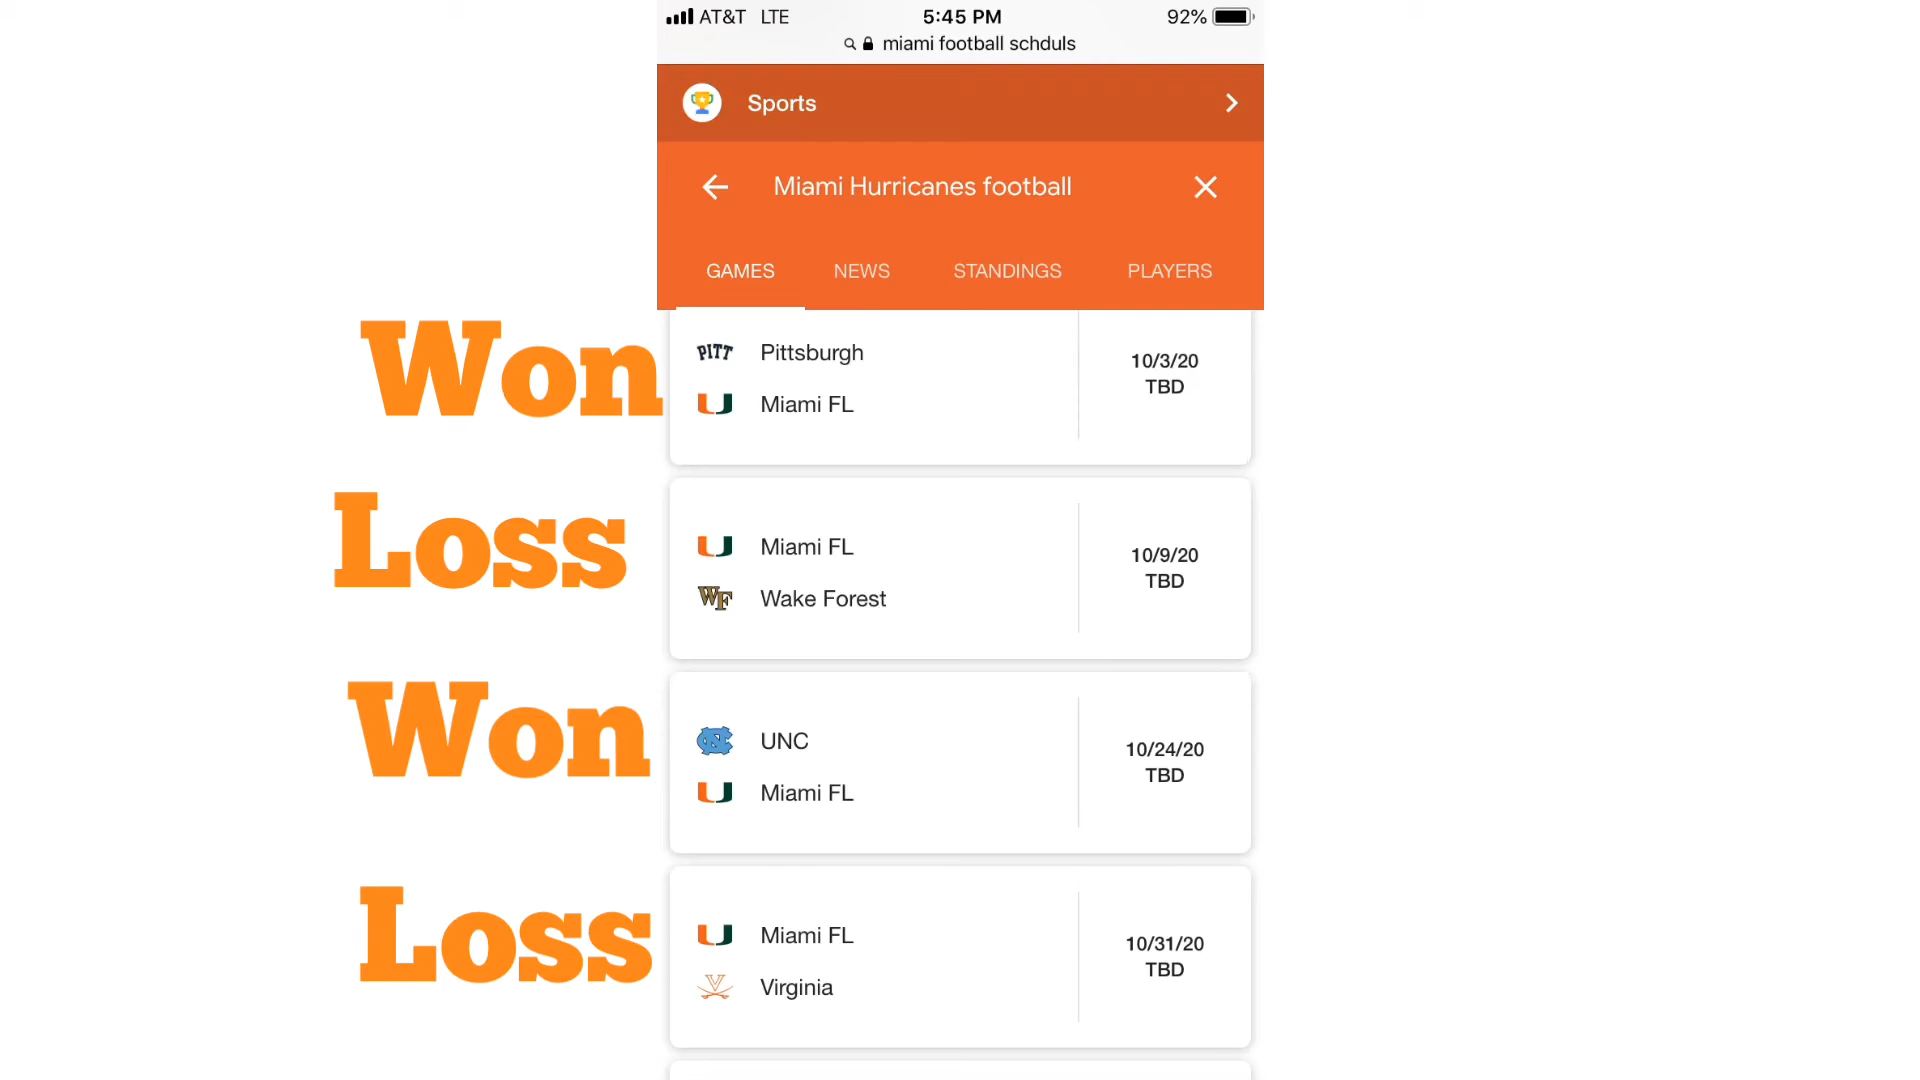 AT&T LTE 5:45 PM 92%
miami football schduls
Sports
Miami Hurricanes football
GAMES NEWS STANDINGS PLAYERS
Won
PITT Pittsburgh
Miami FL
10/3/20
TBD
Loss
Miami FL
WF Wake Forest
10/9/20
TBD
Won
NC UNC
Miami FL
10/24/20
TBD
Loss
Miami FL
Virginia
10/31/20
TBD